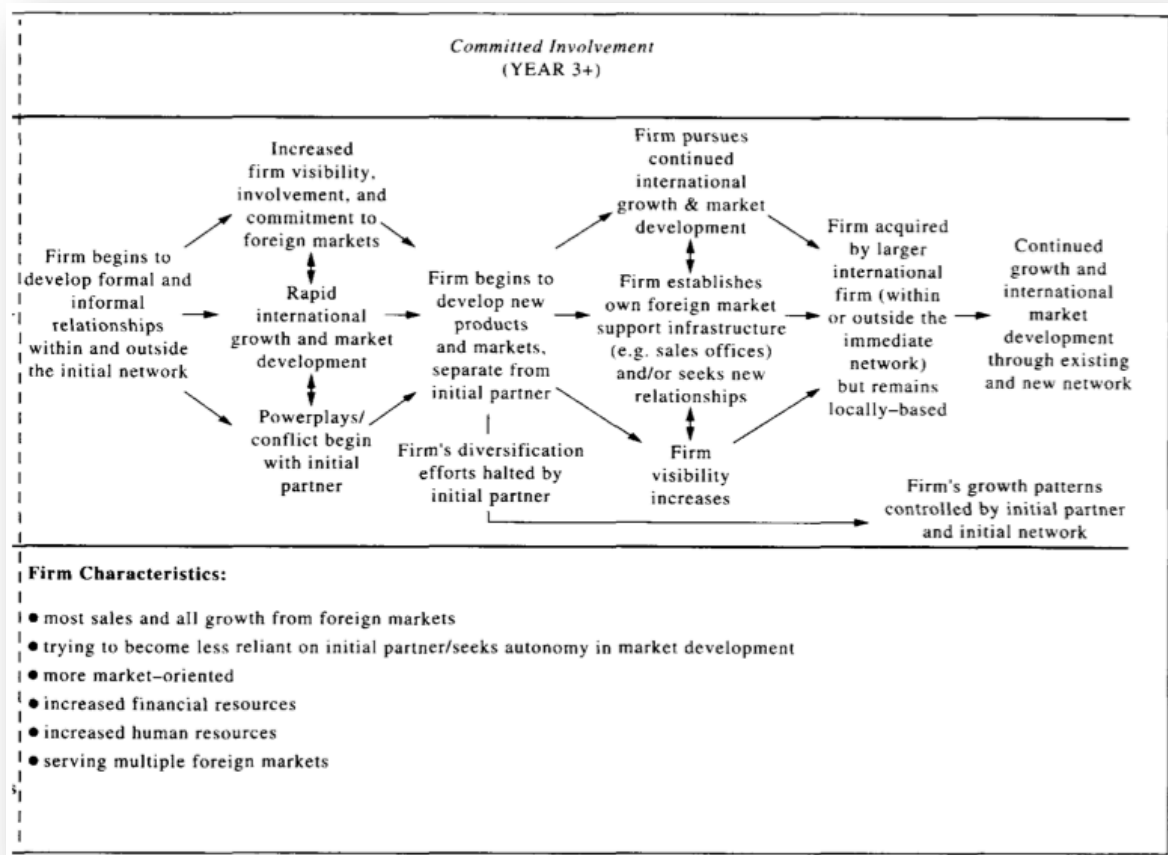 Committed Involvement
(YEAR 3+)
Firm begins to
develop formal and
informal
relationships
within and outside
the initial network
Increased
firm visibility,
involvement, and
commitment to
foreign markets
Rapid
international
growth and market
development
Powerplays/
conflict begin
with initial
partner
Firm begins to
develop new
products
and markets,
separate from
initial partner
Firm's diversification
efforts halted by
initial partner
Firm pursues
continued
international
growth & market
development
Firm establishes
own foreign market
support infrastructure
(e.g. sales offices)
and/or seeks new
relationships
Firm
visibility
increases
Firm acquired
by larger
international
firm (within
or outside the
immediate
network)
but remains
locally–based
Continued
growth and
international
market
development
through existing
and new network
Firm's growth patterns
controlled by initial partner
and initial network
Firm Characteristics:
● most sales and all growth from foreign markets
● trying to become less reliant on initial partner/seeks autonomy in market development
● more market–oriented
● increased financial resources
● increased human resources
● serving multiple foreign markets